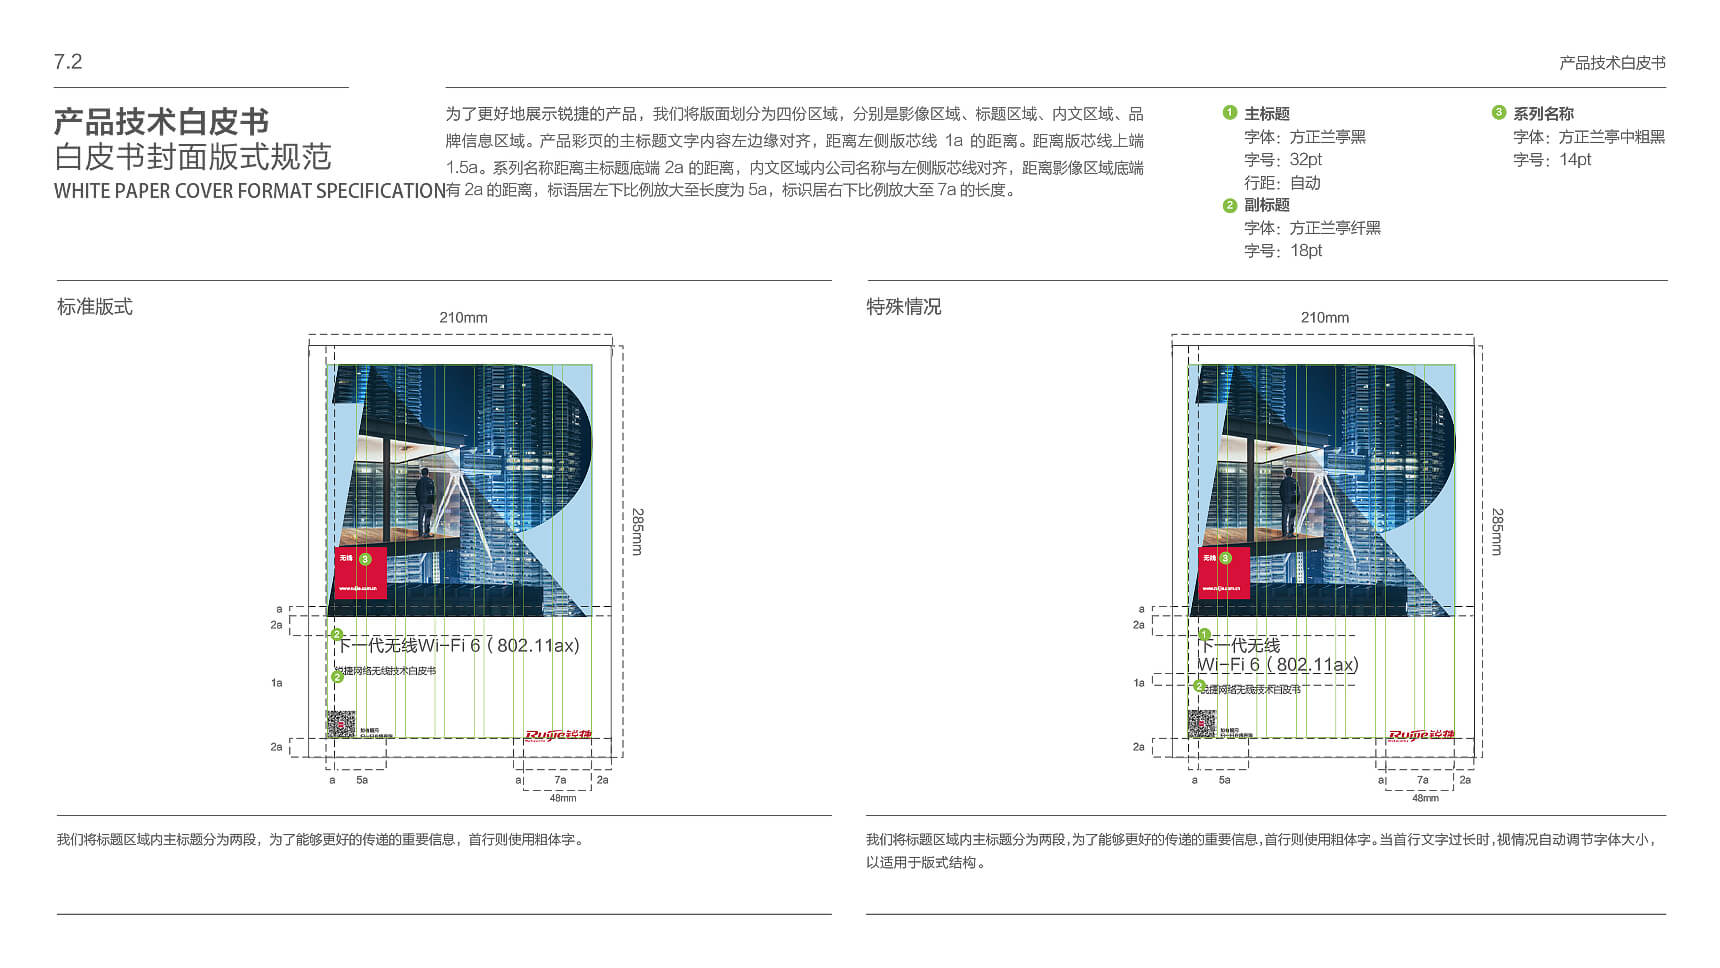 7.2
产品技术白皮书
产品技术白皮书
白皮书封面版式规范
WHITE PAPER COVER FORMAT SPECIFICATION
为了更好地展示锐捷的产品，我们将版面划分为四份区域，分别是影像区域、标题区域、内文区域、品
牌信息区域。产品彩页的主标题文字内容左边缘对齐，距离左侧版芯线 1a 的距离。距离版芯线上端
1.5a。系列名称距离主标题底端 2a 的距离，内文区域内公司名称与左侧版芯线对齐，距离影像区域底端
有 2a 的距离，标语居左下比例放大至长度为 5a，标识居右下比例放大至 7a 的长度。
1 主标题
字体：方正兰亭黑
字号：32pt
行距：自动
2 副标题
字体：方正兰亭纤黑
字号：18pt
3 系列名称
字体：方正兰亭中粗黑
字号：14pt
标准版式
210mm
285mm
无线 3
www.ruijie.com.cn
a
2a
2
下一代无线Wi-Fi 6（802.11ax）
锐捷网络无线技术白皮书
2
1a
Ruijie锐捷
2a
a 5a a 7a 2a
48mm
我们将标题区域内主标题分为两段，为了能够更好的传递的重要信息，首行则使用粗体字。
特殊情况
210mm
285mm
无线 3
www.ruijie.com.cn
a
2a
1
下一代无线
Wi-Fi 6（802.11ax）
1a
2
锐捷网络无线技术白皮书
Ruijie锐捷
2a
a 5a a 7a 2a
48mm
我们将标题区域内主标题分为两段，为了能够更好的传递的重要信息，首行则使用粗体字。当首行文字过长时，视情况自动调节字体大小，
以适用于版式结构。